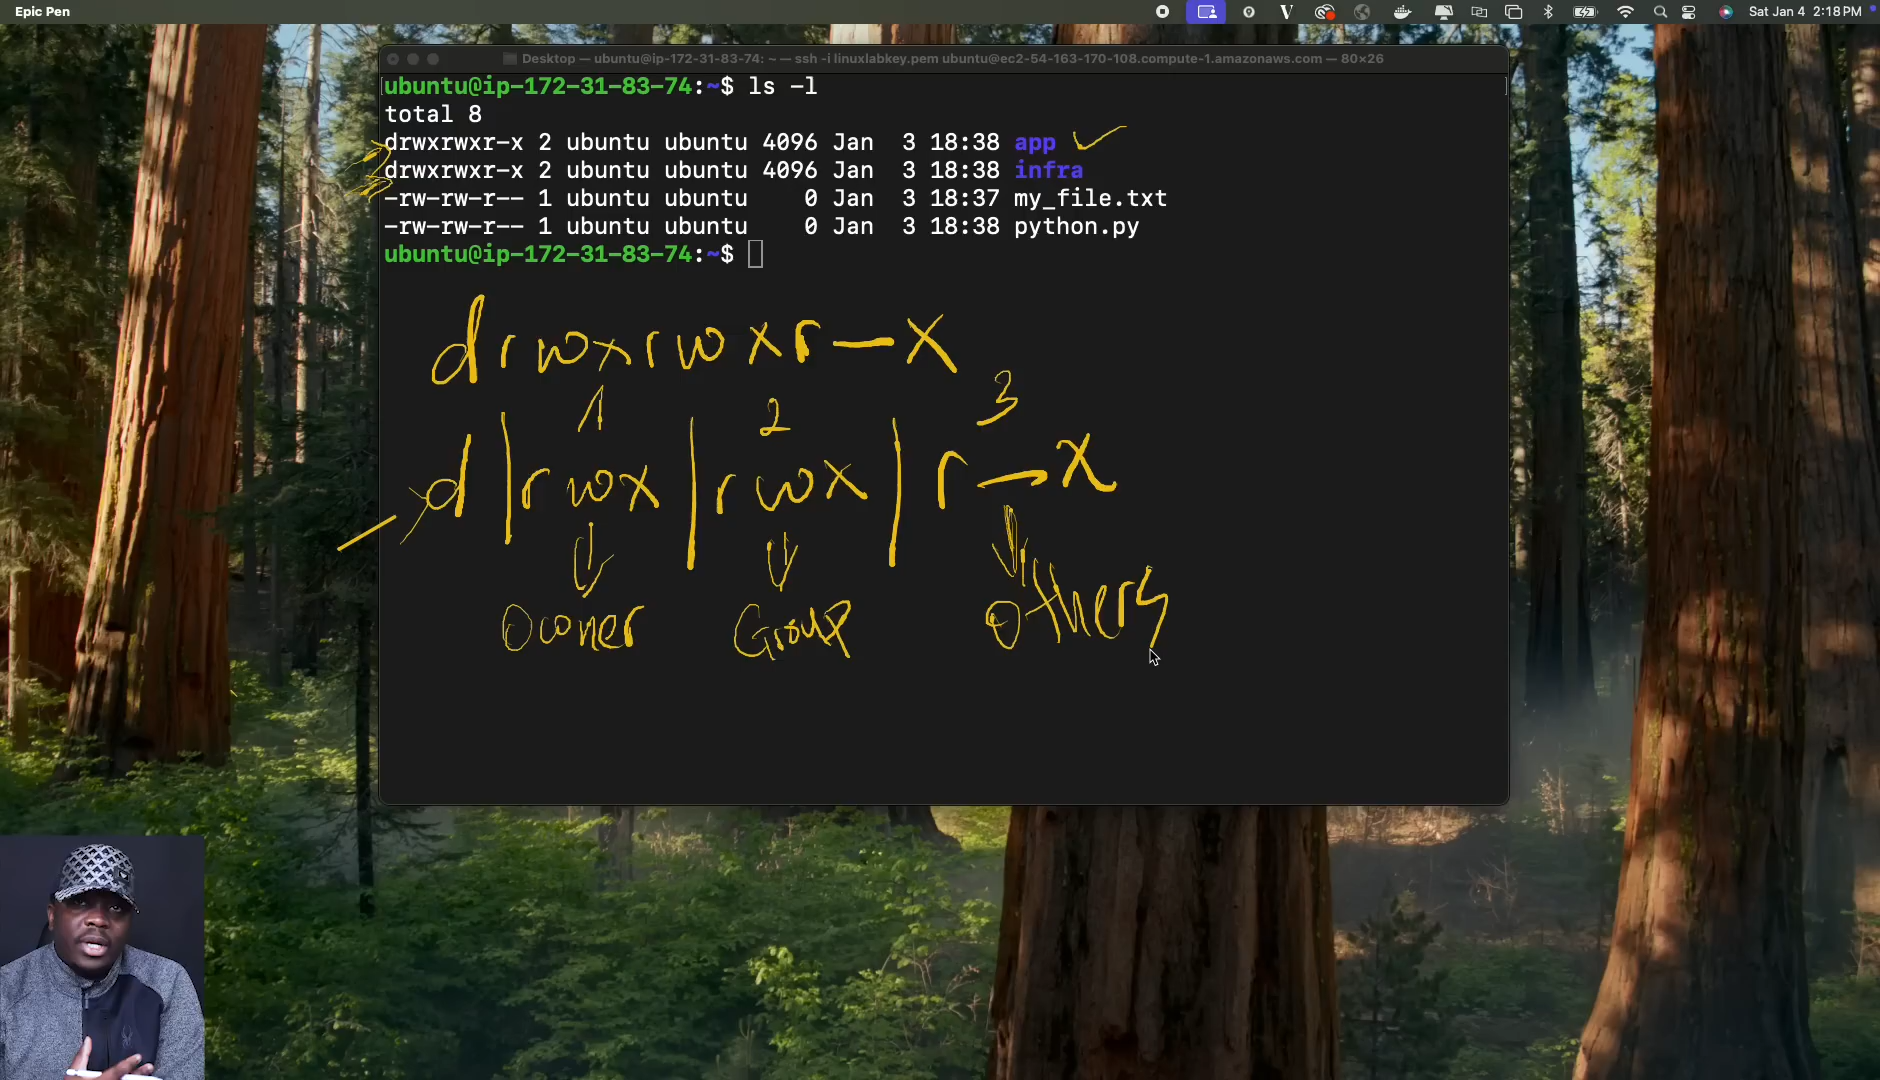 Epic Pen
Sat Jan 4 2:18 PM
Desktop — ubuntu@ip-172-31-83-74: ~ — ssh -i linuxlabkey.pem ubuntu@ec2-54-163-170-108.compute-1.amazonaws.com — 80×26
ubuntu@ip-172-31-83-74:~$ ls -l
total 8
drwxrwxr-x 2 ubuntu ubuntu 4096 Jan  3 18:38 app
drwxrwxr-x 2 ubuntu ubuntu 4096 Jan  3 18:38 infra
-rw-rw-r-- 1 ubuntu ubuntu    0 Jan  3 18:37 my_file.txt
-rw-rw-r-- 1 ubuntu ubuntu    0 Jan  3 18:38 python.py
ubuntu@ip-172-31-83-74:~$
drwxrwxr-x
1 2 3
d|rwx|rwx|r-x
Owner Group Others